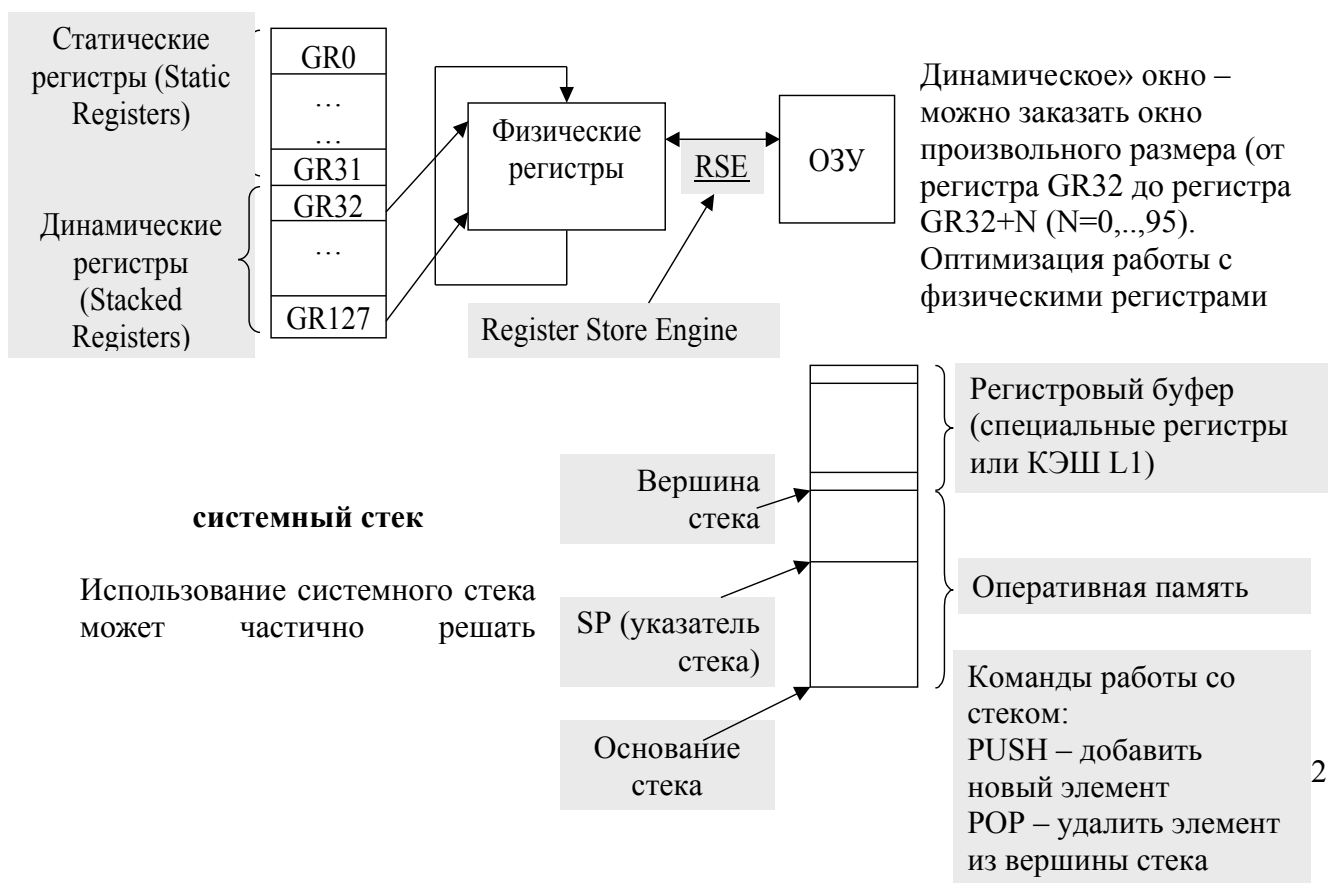 Статические
регистры (Static
Registers)
GR0
…
…
GR31
GR32
…
GR127
Динамические
регистры
(Stacked
Registers)
Физические
регистры
RSE
ОЗУ
Register Store Engine
Динамическое» окно –
можно заказать окно
произвольного размера (от
регистра GR32 до регистра
GR32+N (N=0,..,95).
Оптимизация работы с
физическими регистрами
системный стек
Использование системного стека
может частично решать
Вершина
стека
SP (указатель
стека)
Основание
стека
Регистровый буфер
(специальные регистры
или КЭШ L1)
Оперативная память
Команды работы со
стеком:
PUSH – добавить
новый элемент
POP – удалить элемент
из вершины стека
2